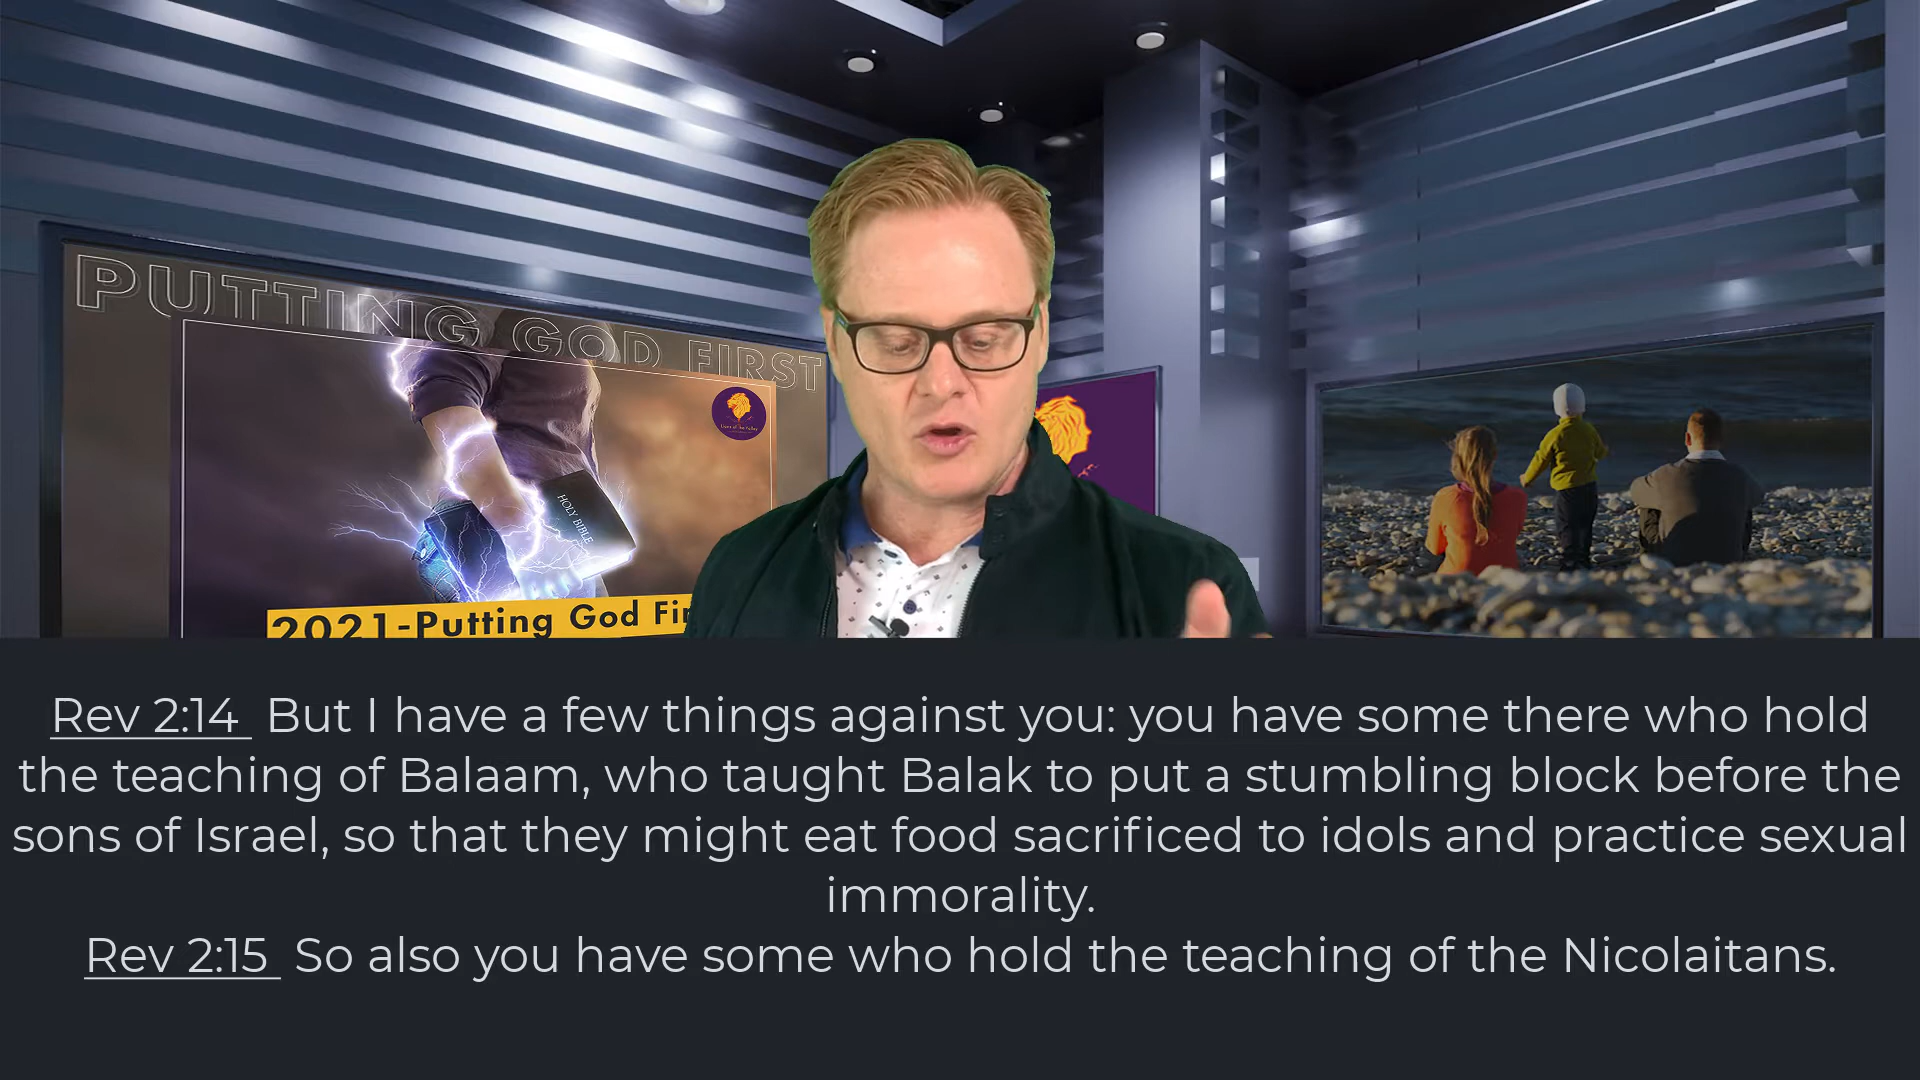 PUTTING GOD FIRST
HOLY BIBLE
2021-Putting God Fir
Rev 2:14 But I have a few things against you: you have some there who hold
the teaching of Balaam, who taught Balak to put a stumbling block before the
sons of Israel, so that they might eat food sacrificed to idols and practice sexual
immorality.
Rev 2:15 So also you have some who hold the teaching of the Nicolaitans.